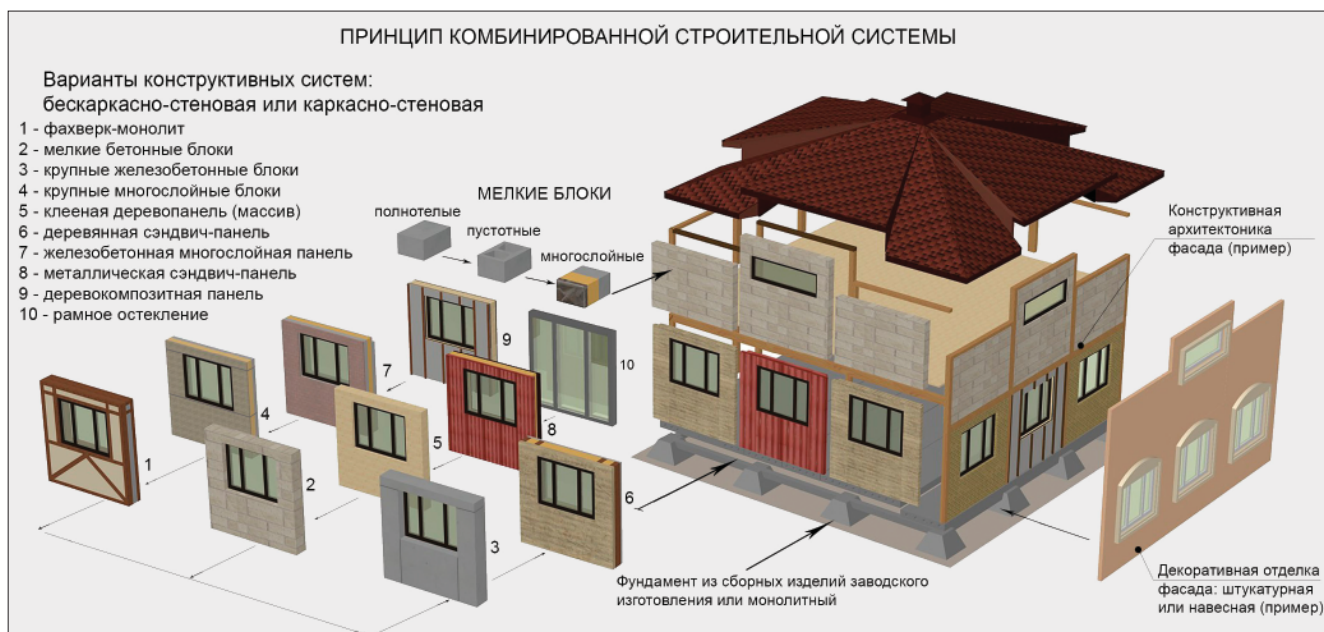 ПРИНЦИП КОМБИНИРОВАННОЙ СТРОИТЕЛЬНОЙ СИСТЕМЫ
Варианты конструктивных систем:
бескаркасно-стеновая или каркасно-стеновая
1 - фахверк-монолит
2 - мелкие бетонные блоки
3 - крупные железобетонные блоки
4 - крупные многослойные блоки
5 - клееная деревопанель (массив)
6 - деревянная сэндвич-панель
7 - железобетонная многослойная панель
8 - металлическая сэндвич-панель
9 - деревокомпозитная панель
10 - рамное остекление
МЕЛКИЕ БЛОКИ
полнотелые
пустотные
многослойные
Конструктивная
архитектоника
фасада (пример)
9
10
7
8
4
5
1
2
6
3
Фундамент из сборных изделий заводского
изготовления или монолитный
Декоративная отделка
фасада: штукатурная
или навесная (пример)